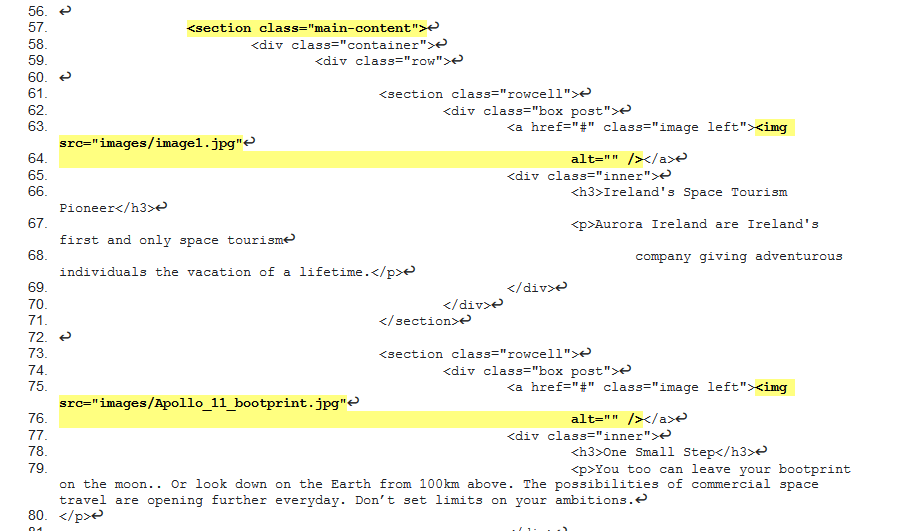 56. ↩
57. <section class="main-content">↩
58. <div class="container">↩
59. <div class="row">↩
60. ↩
61. <section class="rowcell">↩
62. <div class="box post">↩
63. <a href="#" class="image left"><img
src="images/image1.jpg"↩
64. alt="" /></a>↩
65. <div class="inner">↩
66. <h3>Ireland's Space Tourism
Pioneer</h3>↩
67. <p>Aurora Ireland are Ireland's
first and only space tourism↩
68. company giving adventurous
individuals the vacation of a lifetime.</p>↩
69. </div>↩
70. </div>↩
71. </section>↩
72. ↩
73. <section class="rowcell">↩
74. <div class="box post">↩
75. <a href="#" class="image left"><img
src="images/Apollo_11_bootprint.jpg"↩
76. alt="" /></a>↩
77. <div class="inner">↩
78. <h3>One Small Step</h3>↩
79. <p>You too can leave your bootprint
on the moon.. Or look down on the Earth from 100km above. The possibilities of commercial space
travel are opening further everyday. Don’t set limits on your ambitions.↩
80. </p>↩